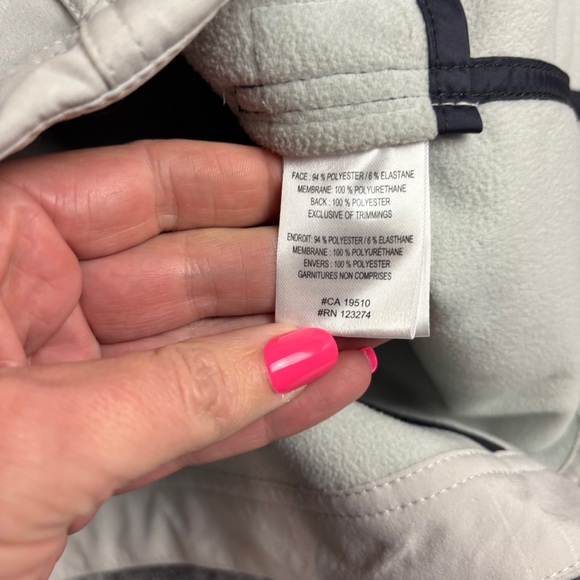 FACE : 94 % POLYESTER / 6 % ELASTANE
MEMBRANE: 100 % POLYURETHANE
BACK : 100 % POLYESTER
EXCLUSIVE OF TRIMMINGS
ENDROIT: 94 % POLYESTER / 6 % ELASTHANE
MEMBRANE : 100 % POLYURÉTHANE
ENVERS : 100 % POLYESTER
GARNITURES NON COMPRISES
#CA 19510
#RN 123274